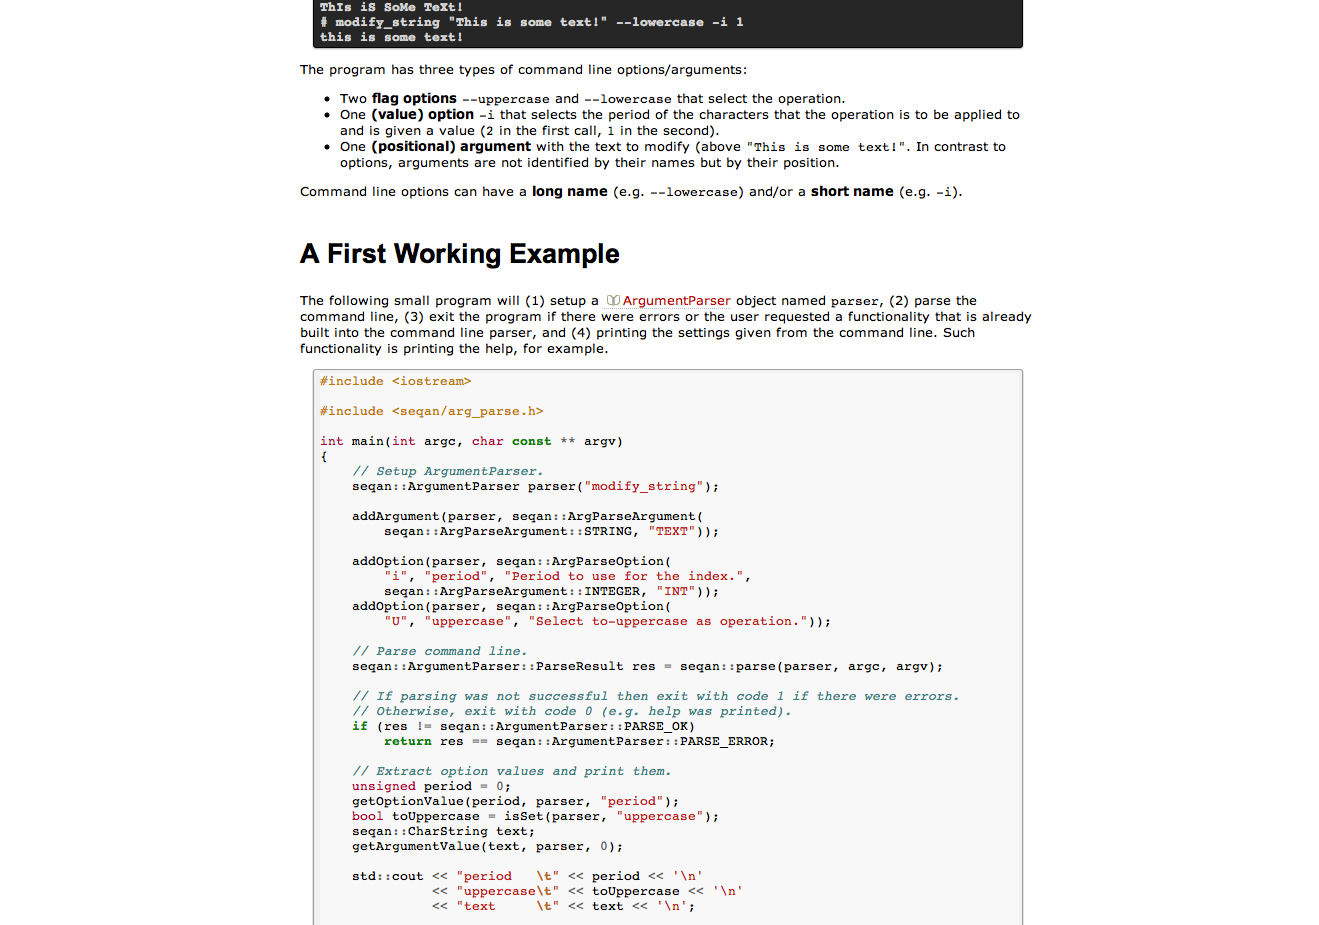 ThIs iS SoMe TeXt!
# modify_string "This is some text!" --lowercase -i 1
this is some text!
The program has three types of command line options/arguments:
• Two flag options --uppercase and --lowercase that select the operation.
• One (value) option -i that selects the period of the characters that the operation is to be applied to
and is given a value (2 in the first call, 1 in the second).
• One (positional) argument with the text to modify (above "This is some text!". In contrast to
options, arguments are not identified by their names but by their position.
Command line options can have a long name (e.g. --lowercase) and/or a short name (e.g. -i).
A First Working Example
The following small program will (1) setup a ArgumentParser object named parser, (2) parse the
command line, (3) exit the program if there were errors or the user requested a functionality that is already
built into the command line parser, and (4) printing the settings given from the command line. Such
functionality is printing the help, for example.
#include <iostream>
#include <seqan/arg_parse.h>
int main(int argc, char const ** argv)
{
    // Setup ArgumentParser.
    seqan::ArgumentParser parser("modify_string");
    addArgument(parser, seqan::ArgParseArgument(
        seqan::ArgParseArgument::STRING, "TEXT"));
    addOption(parser, seqan::ArgParseOption(
        "i", "period", "Period to use for the index.",
        seqan::ArgParseArgument::INTEGER, "INT"));
    addOption(parser, seqan::ArgParseOption(
        "U", "uppercase", "Select to-uppercase as operation."));
    // Parse command line.
    seqan::ArgumentParser::ParseResult res = seqan::parse(parser, argc, argv);
    // If parsing was not successful then exit with code 1 if there were errors.
    // Otherwise, exit with code 0 (e.g. help was printed).
    if (res != seqan::ArgumentParser::PARSE_OK)
        return res == seqan::ArgumentParser::PARSE_ERROR;
    // Extract option values and print them.
    unsigned period = 0;
    getOptionValue(period, parser, "period");
    bool toUppercase = isSet(parser, "uppercase");
    seqan::CharString text;
    getArgumentValue(text, parser, 0);
    std::cout << "period   \t" << period << '\n'
              << "uppercase\t" << toUppercase << '\n'
              << "text     \t" << text << '\n';